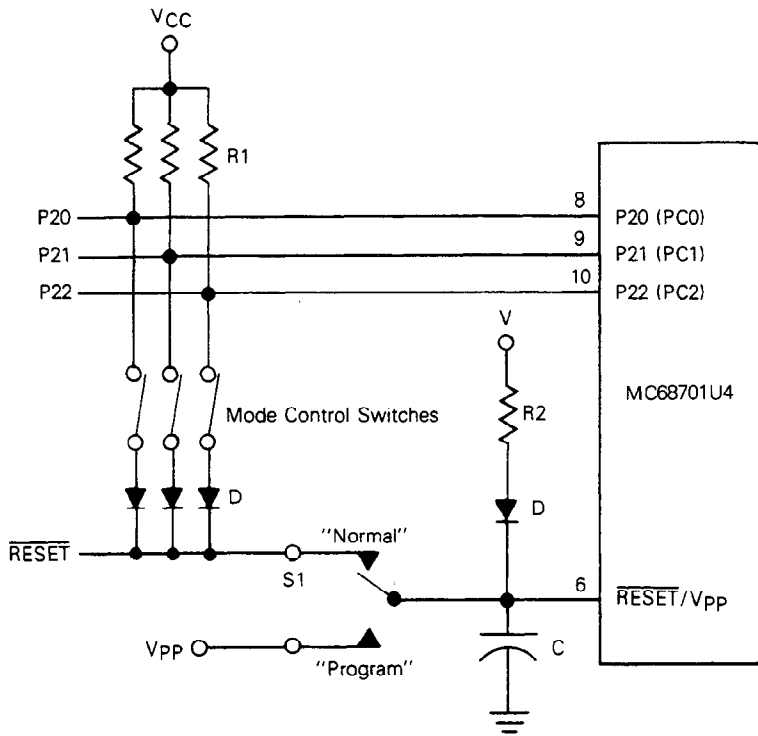 VCC
R1
P20
8
P20 (PC0)
P21
9
P21 (PC1)
P22
10
P22 (PC2)
V
MC68701U4
R2
Mode Control Switches
D
D
RESET
"Normal"
S1
6
RESET/VPP
VPP
"Program"
C